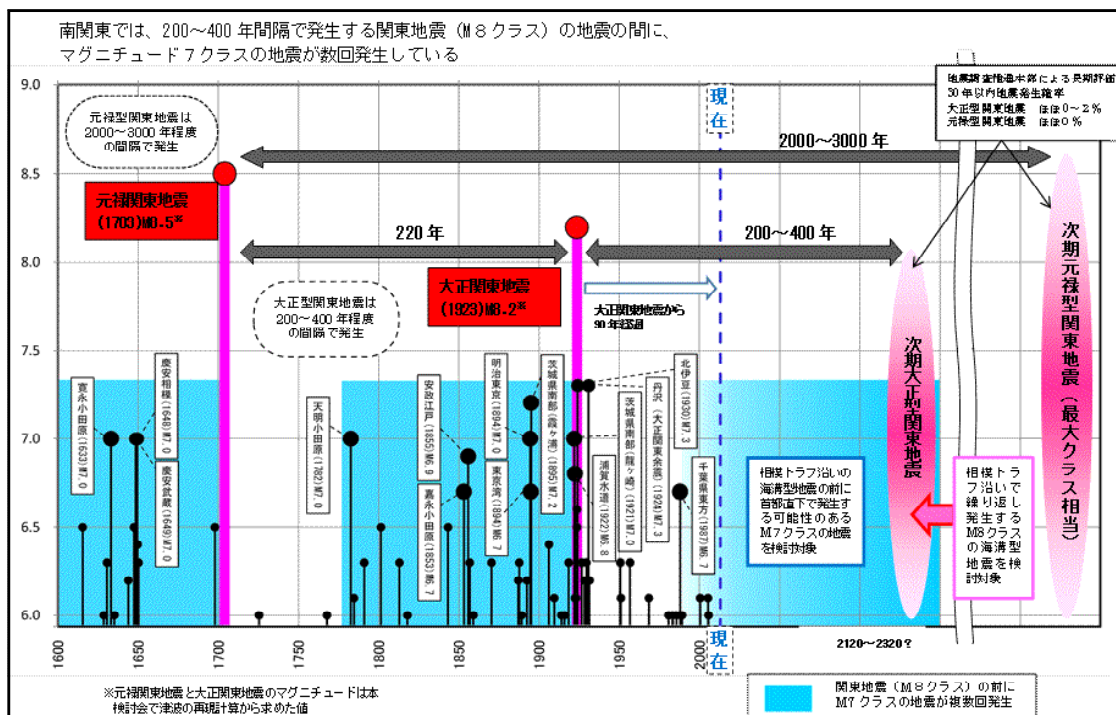 南関東では、200～400年間隔で発生する関東地震（M8クラス）の地震の間に、
マグニチュード7クラスの地震が数回発生している
地震調査推進本部による長期評価
30年以内地震発生確率
大正型関東地震　ほぼ0～2%
元禄型関東地震　ほぼ0%
9.0
8.5
8.0
7.5
7.0
6.5
6.0
現在
元禄型関東地震は
2000～3000年程度
の間隔で発生
2000～3000年
元禄関東地震
(1703)M8.5※
220年
200～400年
大正関東地震
(1923)M8.2※
大正関東地震から
90年経過
大正型関東地震は
200～400年程度
の間隔で発生
寛永小田原(1633)M7.0
慶安相模(1648)M7.0
慶安武蔵(1649)M7.0
天明小田原(1782)M7.0
安政江戸(1855)M6.9
嘉永小田原(1853)M6.7
明治東京(1894)M7.0
東京湾(1894)M6.7
茨城県南部(霞ヶ浦)(1895)M7.2
浦賀水道(1922)M6.8
茨城県南部(龍ヶ崎)(1921)M7.0
丹沢(大正関東余震)(1924)M7.3
北伊豆(1930)M7.3
千葉県東方(1987)M6.7
相模トラフ沿いの
海溝型地震の前に
首都直下で発生す
る可能性のある
M7クラスの地震
を検討対象
次期大正型関東地震
相模トラ
フ沿いで
繰り返し
発生する
M8クラス
の海溝型
地震を検
討対象
次期元禄型関東地震（最大クラス相当）
1600
1650
1700
1750
1800
1850
1900
1950
2000
現在
2120～2320？
※元禄関東地震と大正関東地震のマグニチュードは本
検討会で津波の再現計算から求めた値
関東地震（M8クラス）の前に
M7クラスの地震が複数回発生